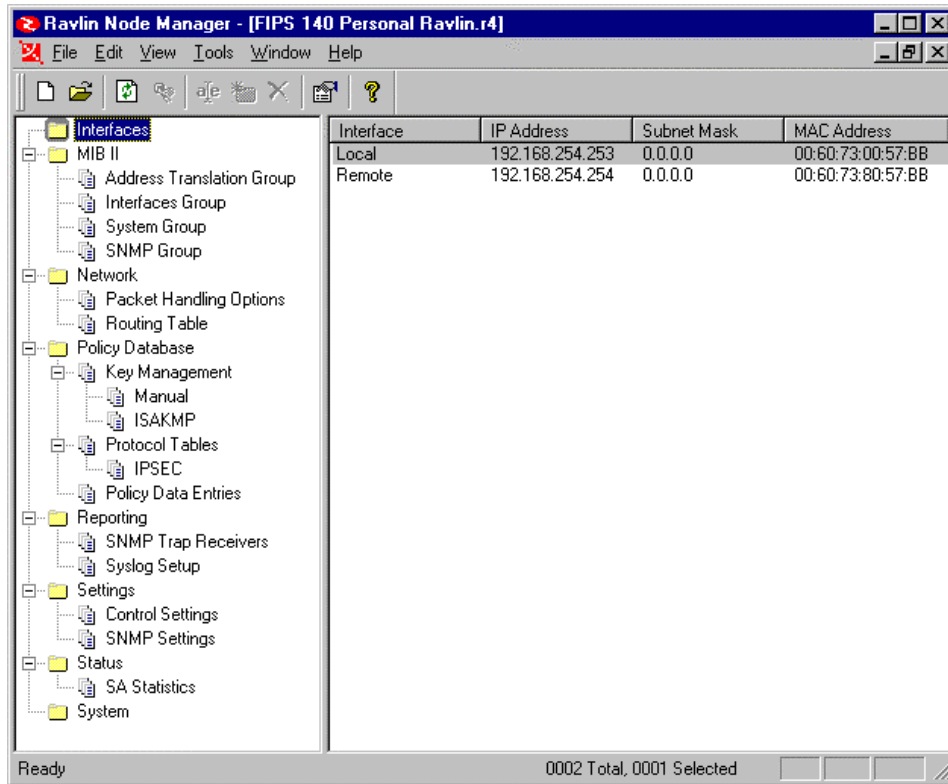 Ravlin Node Manager - [FIPS 140 Personal Ravlin.r4]
File Edit View Tools Window Help
Interfaces
MIB II
Address Translation Group
Interfaces Group
System Group
SNMP Group
Network
Packet Handling Options
Routing Table
Policy Database
Key Management
Manual
ISAKMP
Protocol Tables
IPSEC
Policy Data Entries
Reporting
SNMP Trap Receivers
Syslog Setup
Settings
Control Settings
SNMP Settings
Status
SA Statistics
System
Interface IP Address Subnet Mask MAC Address
Local 192.168.254.253 0.0.0.0 00:60:73:00:57:BB
Remote 192.168.254.254 0.0.0.0 00:60:73:80:57:BB
Ready 0002 Total, 0001 Selected